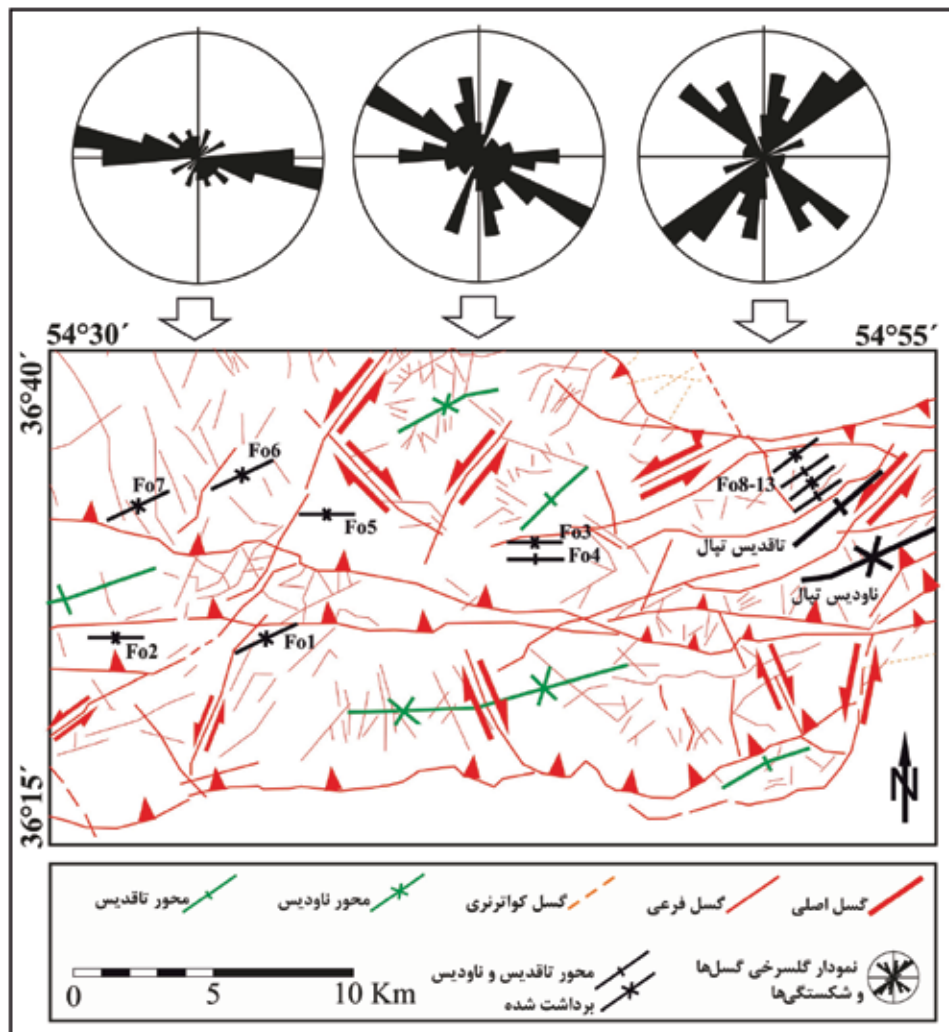 54°30´
54°55´
36°40´
36°15´
Fo7
Fo6
Fo5
Fo3
Fo4
Fo8-13
تاقدیس تپال
ناودیس تپال
Fo2
Fo1
N
گسل اصلی
گسل فرعی
گسل کواترنری
محور ناودیس
محور تاقدیس
نمودار گلسرخی گسل‌ها
و شکستگی‌ها
محور تاقدیس و ناودیس
برداشت شده
0 5 10 Km